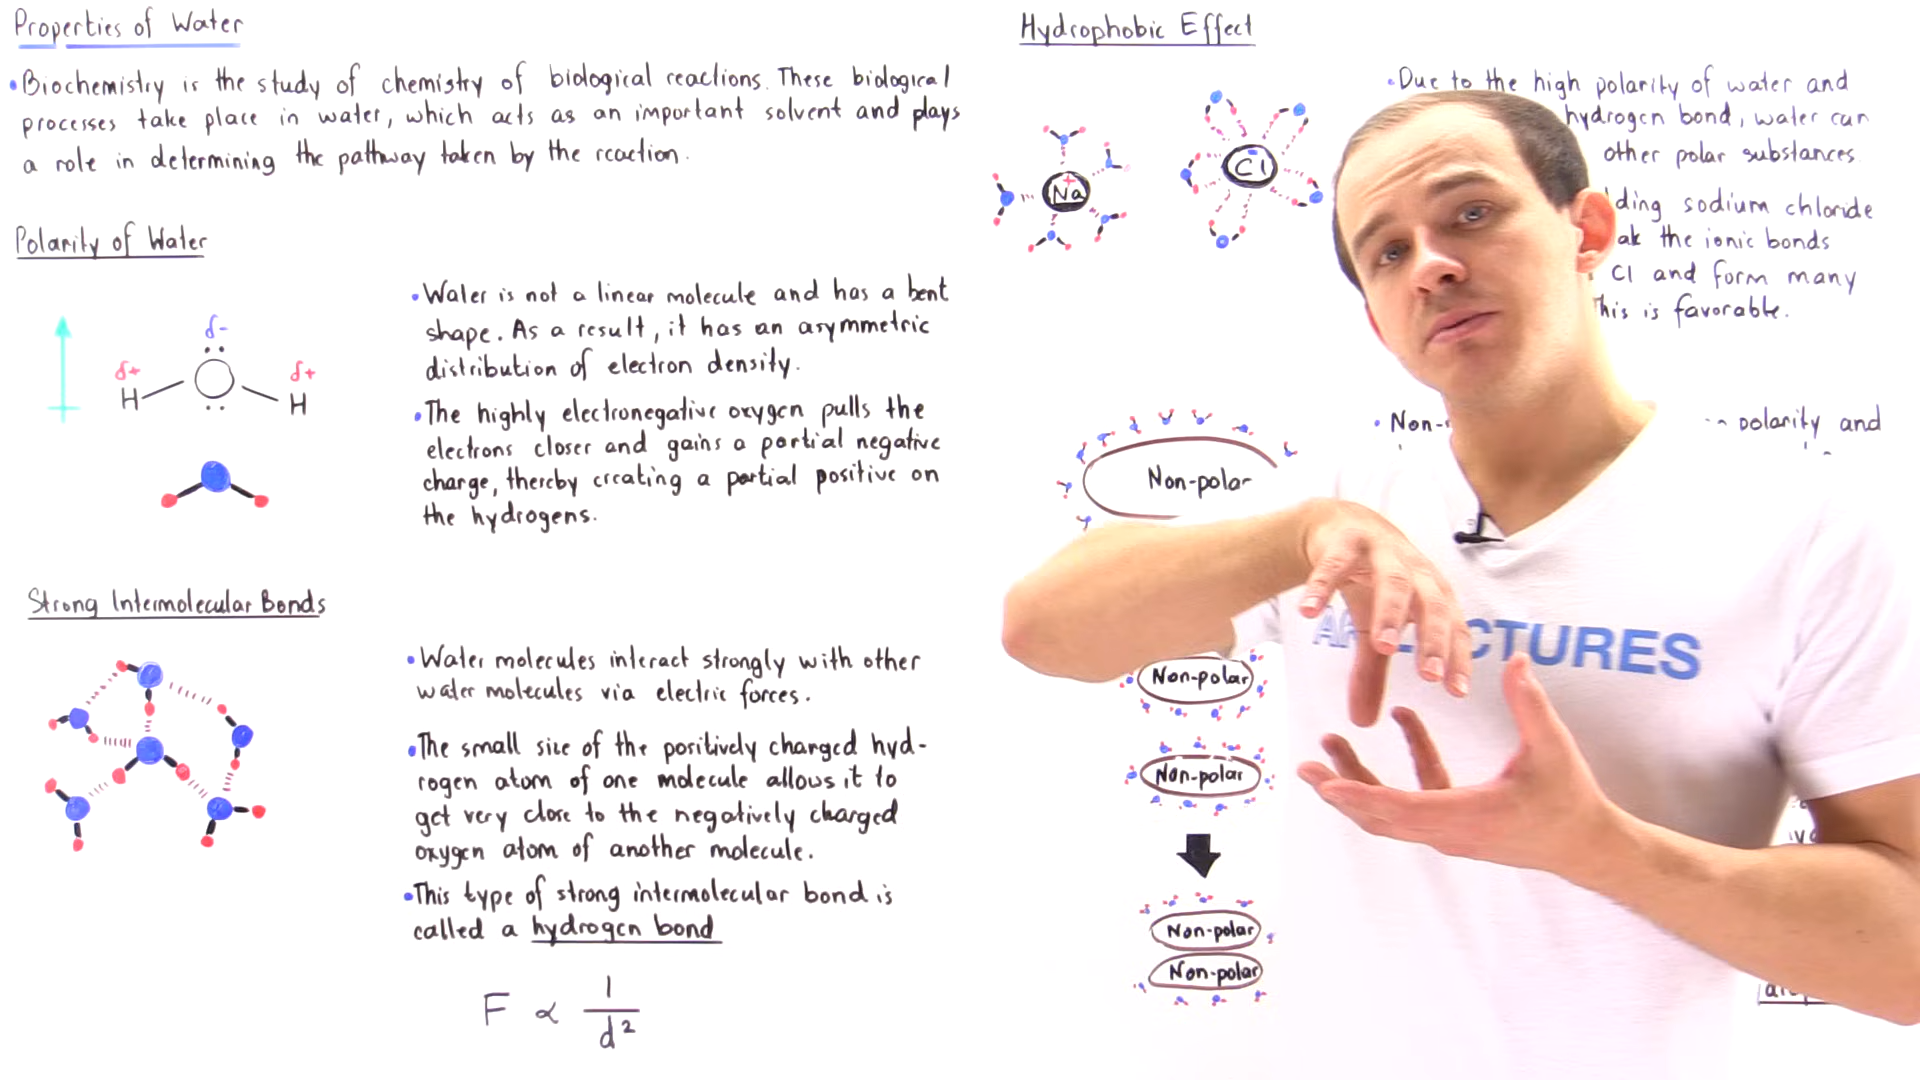 Properties of Water
• Biochemistry is the study of chemistry of biological reactions. These biological
processes take place in water, which acts as an important solvent and plays
a role in determining the pathway taken by the reaction.
Polarity of Water
δ-
δ+
δ+
H
H
• Water is not a linear molecule and has a bent
shape. As a result, it has an asymmetric
distribution of electron density.
• The highly electronegative oxygen pulls the
electrons closer and gains a partial negative
charge, thereby creating a partial positive on
the hydrogens.
Strong Intermolecular Bonds
• Water molecules interact strongly with other
water molecules via electric forces.
• The small size of the positively charged hyd-
rogen atom of one molecule allows it to
get very close to the negatively charged
oxygen atom of another molecule.
• This type of strong intermolecular bond is
called a hydrogen bond
F ∝ 1/d²
Hydrophobic Effect
Na +
Cl -
• Due to the high polarity of water and
hydrogen bond, water can
other polar substances.
ding sodium chloride
ak the ionic bonds
Cl and form many
This is favorable.
Non-polar
• Non- polarity and
Non-polar
Non-polar
Non-polar
Non-polar
CTURES